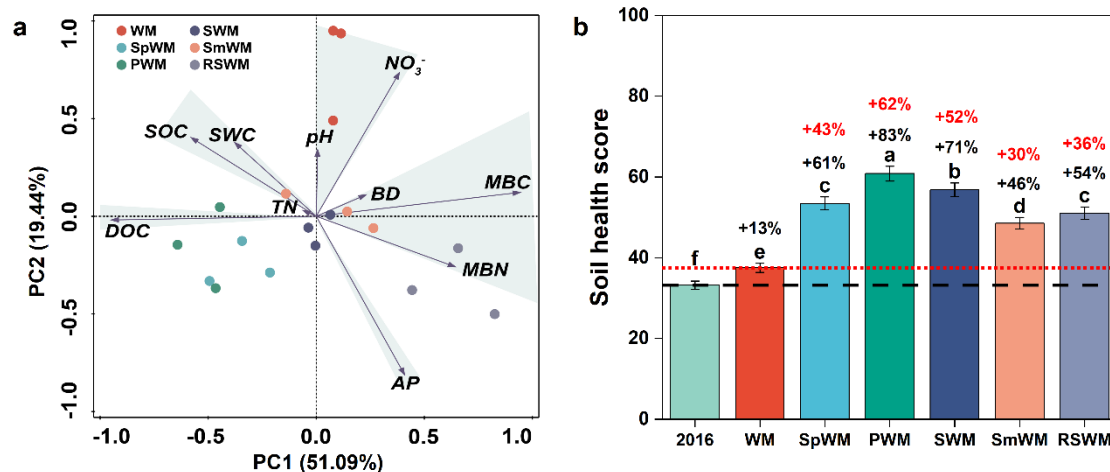 a
WM
SWM
SpWM
SmWM
PWM
RSWM
1.0
0.5
0.0
-0.5
-1.0
PC2 (19.44%)
NO3-
SOC
SWC
pH
BD
MBC
TN
DOC
MBN
AP
-1.0
-0.5
0.0
0.5
1.0
PC1 (51.09%)
b
100
80
60
40
20
0
Soil health score
f
+13%
e
+43%
+61%
c
+62%
+83%
a
+52%
+71%
b
+30%
+46%
d
+36%
+54%
c
2016
WM
SpWM
PWM
SWM
SmWM
RSWM